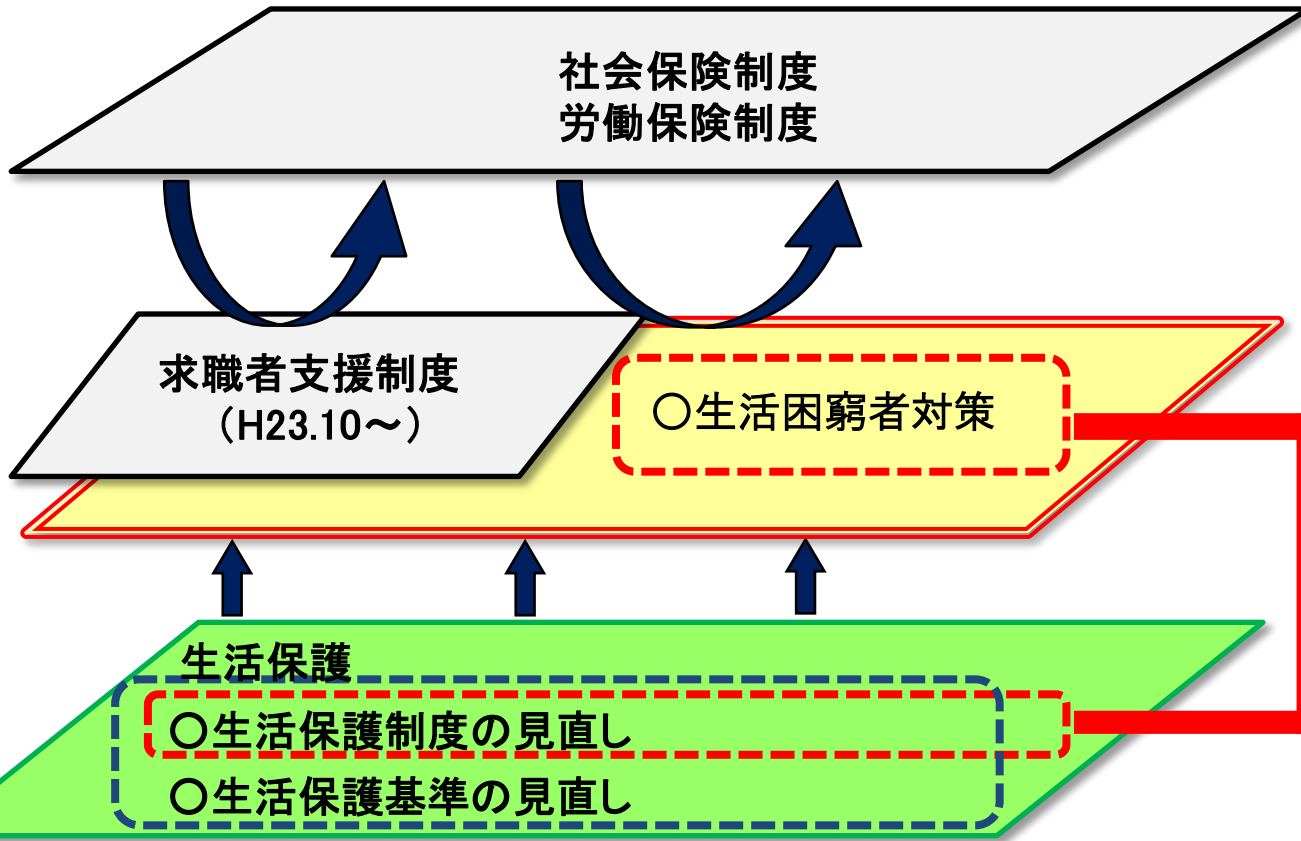 社会保険制度
労働保険制度
求職者支援制度
（H23.10～）
○生活困窮者対策
生活保護
○生活保護制度の見直し
○生活保護基準の見直し